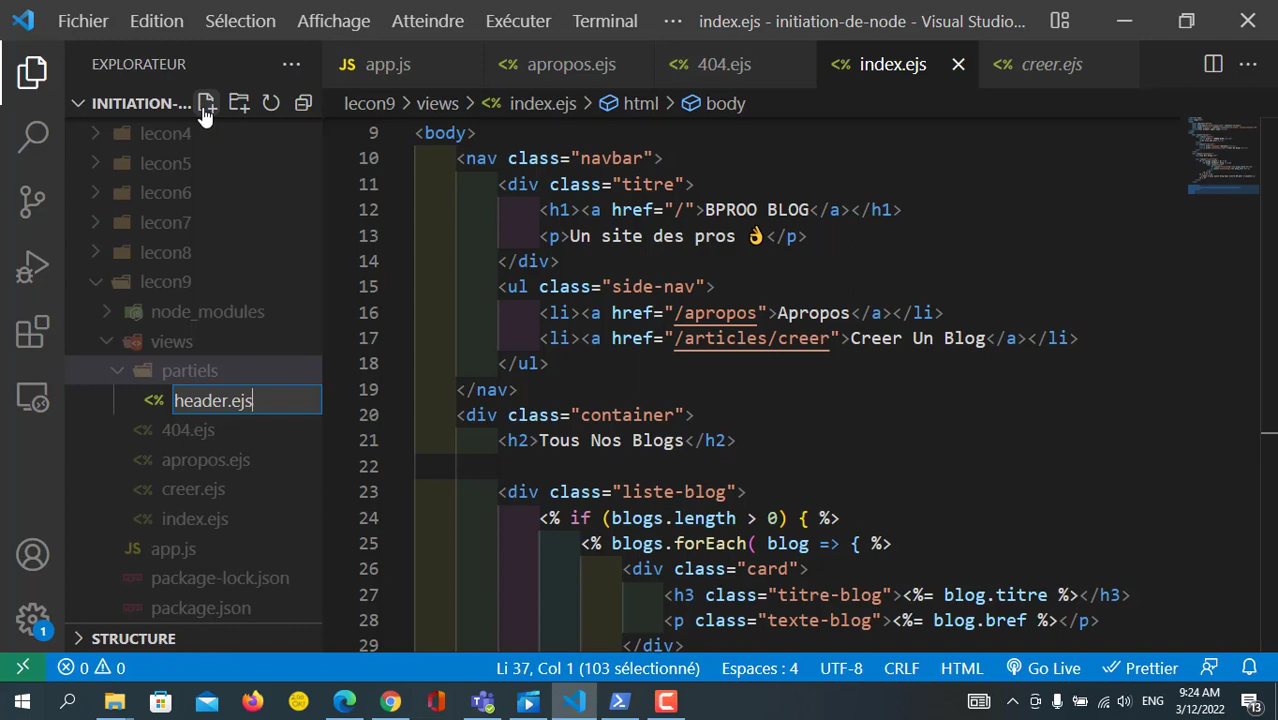 Fichier Edition Sélection Affichage Atteindre Exécuter Terminal ··· index.ejs - initiation-de-node - Visual Studio...
EXPLORATEUR ···
INITIATION-...
lecon4
lecon5
lecon6
lecon7
lecon8
lecon9
node_modules
views
partiels
<% header.ejs
<% 404.ejs
<% apropos.ejs
<% creer.ejs
<% index.ejs
JS app.js
package-lock.json
package.json
STRUCTURE
1
JS app.js <% apropos.ejs <% 404.ejs <% index.ejs <% creer.ejs ···
lecon9 > views > <% index.ejs > html > body
9 <body>
10 <nav class="navbar">
11 <div class="titre">
12 <h1><a href="/">BPROO BLOG</a></h1>
13 <p>Un site des pros 👌</p>
14 </div>
15 <ul class="side-nav">
16 <li><a href="/apropos">Apropos</a></li>
17 <li><a href="/articles/creer">Creer Un Blog</a></li>
18 </ul>
19 </nav>
20 <div class="container">
21 <h2>Tous Nos Blogs</h2>
22
23 <div class="liste-blog">
24 <% if (blogs.length > 0) { %>
25 <% blogs.forEach( blog => { %>
26 <div class="card">
27 <h3 class="titre-blog"><%= blog.titre %></h3>
28 <p class="texte-blog"><%= blog.bref %></p>
29 </div>
0 0 Li 37, Col 1 (103 sélectionné) Espaces : 4 UTF-8 CRLF HTML Go Live Prettier
ENG 9:24 AM 3/12/2022 13